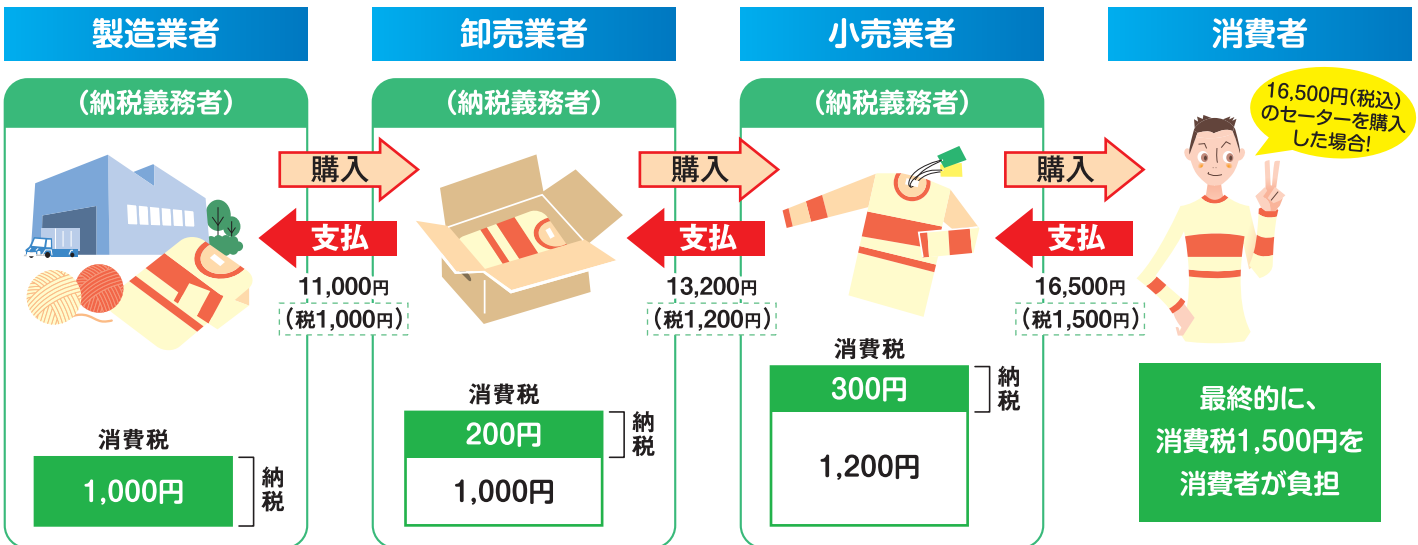 製造業者
卸売業者
小売業者
消費者
（納税義務者）
（納税義務者）
（納税義務者）
16,500円（税込）
のセーターを購入
した場合！
購入
購入
購入
支払
支払
支払
11,000円
（税1,000円）
13,200円
（税1,200円）
16,500円
（税1,500円）
消費税
1,000円
納税
消費税
200円
納税
1,000円
消費税
300円
納税
1,200円
最終的に、
消費税1,500円を
消費者が負担